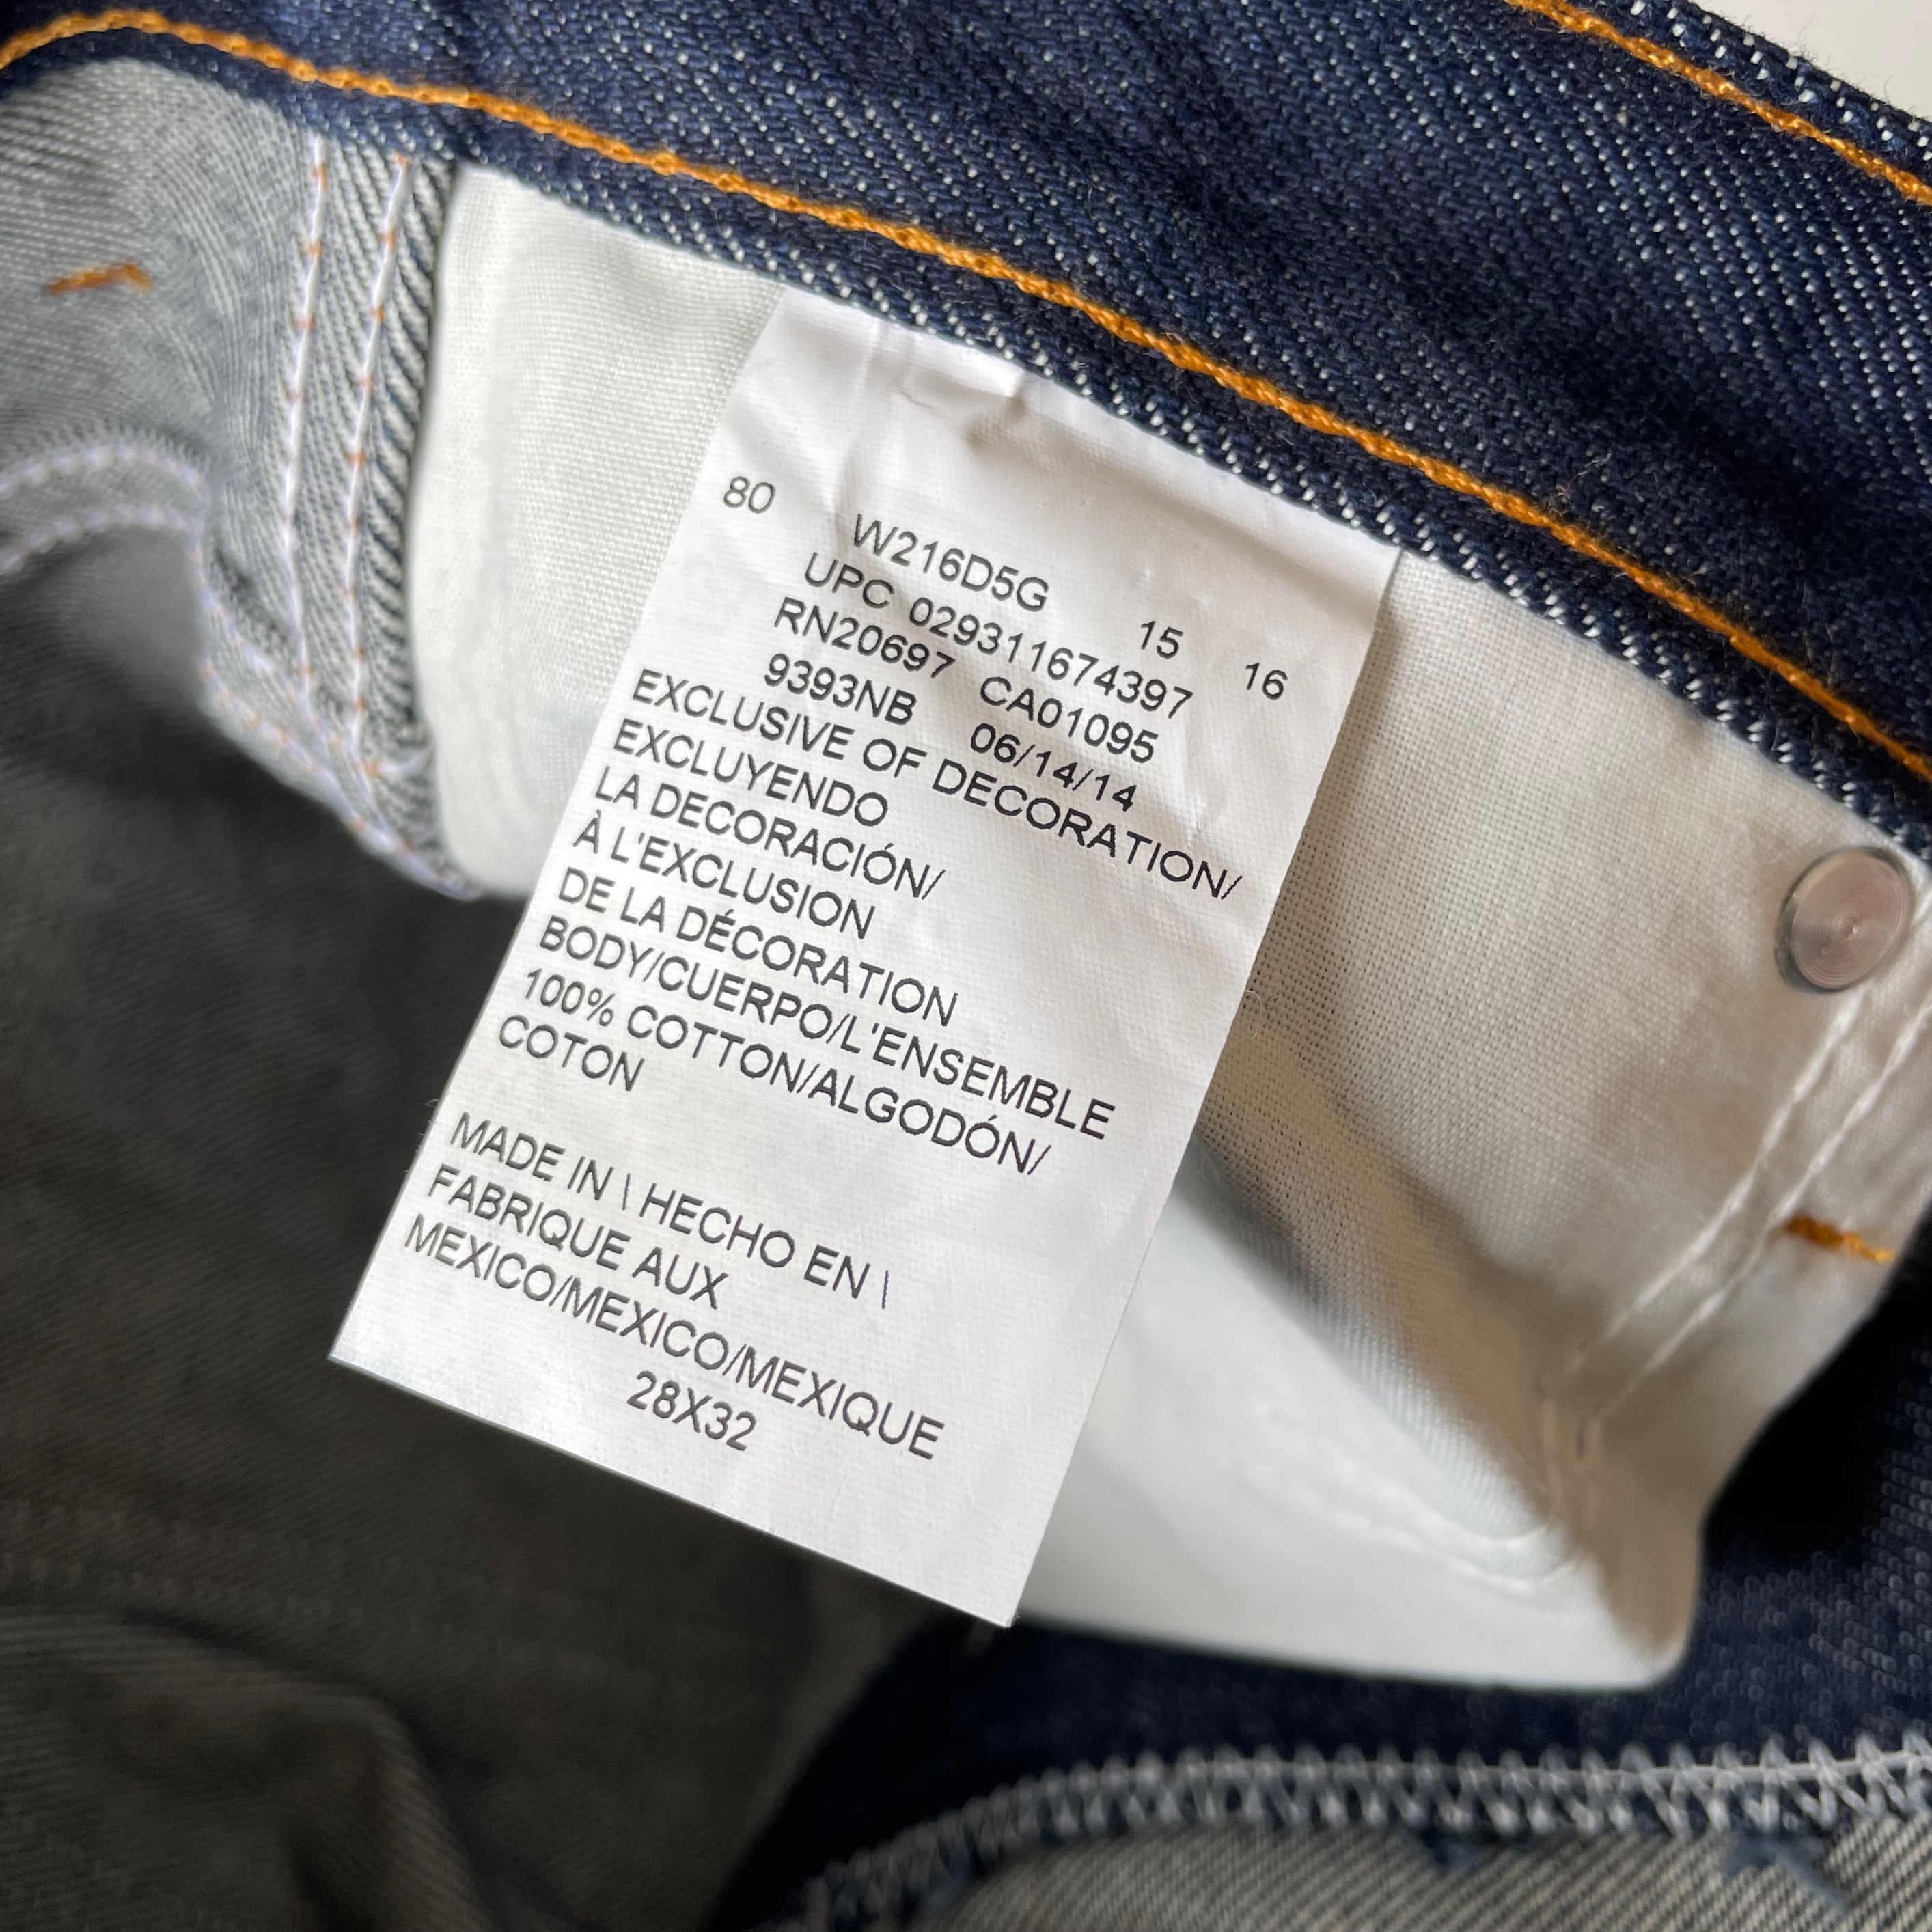 80 W216D5G 15 16
UPC 029311674397
RN20697 CA01095
9393NB 06/14/14
EXCLUSIVE OF DECORATION/
EXCLUYENDO
LA DECORACIÓN/
À L'EXCLUSION
DE LA DÉCORATION
BODY/CUERPO/L'ENSEMBLE
100% COTTON/ALGODÓN/
COTON
MADE IN \ HECHO EN \
FABRIQUE AUX
MEXICO/MEXICO/MEXIQUE
28X32